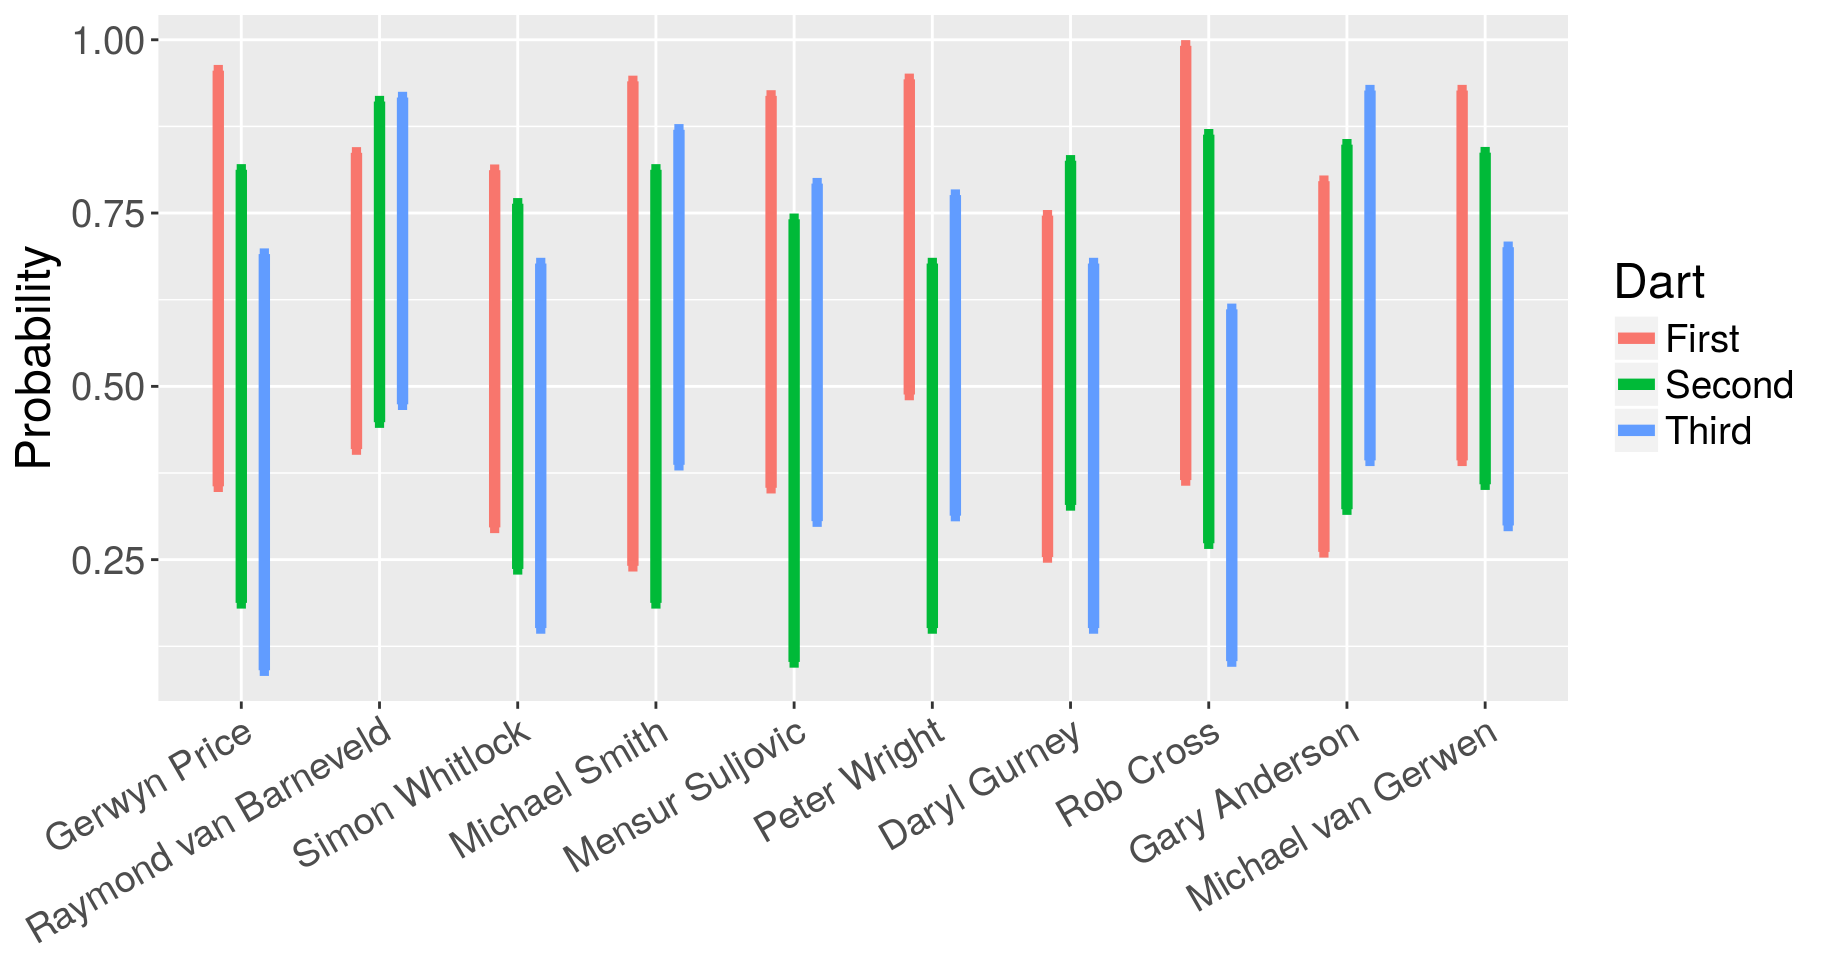 Probability
1.00
0.75
0.50
0.25
Gerwyn Price
Raymond van Barneveld
Simon Whitlock
Michael Smith
Mensur Suljovic
Peter Wright
Daryl Gurney
Rob Cross
Gary Anderson
Michael van Gerwen
Dart
First
Second
Third